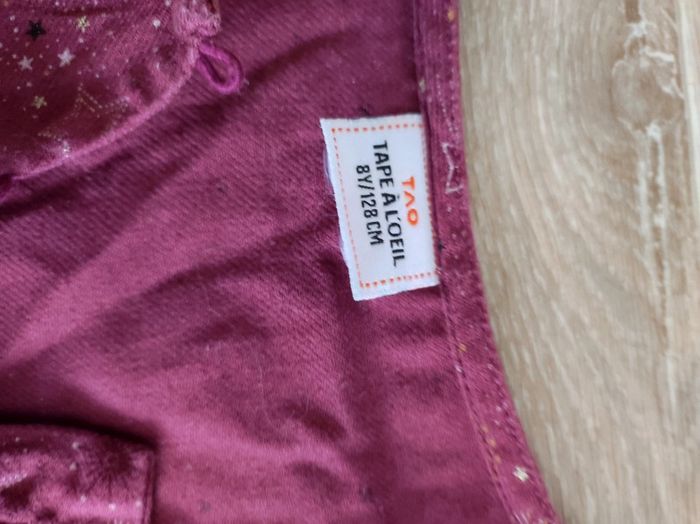 TAO
TAPE À L'OEIL
8Y/128 CM